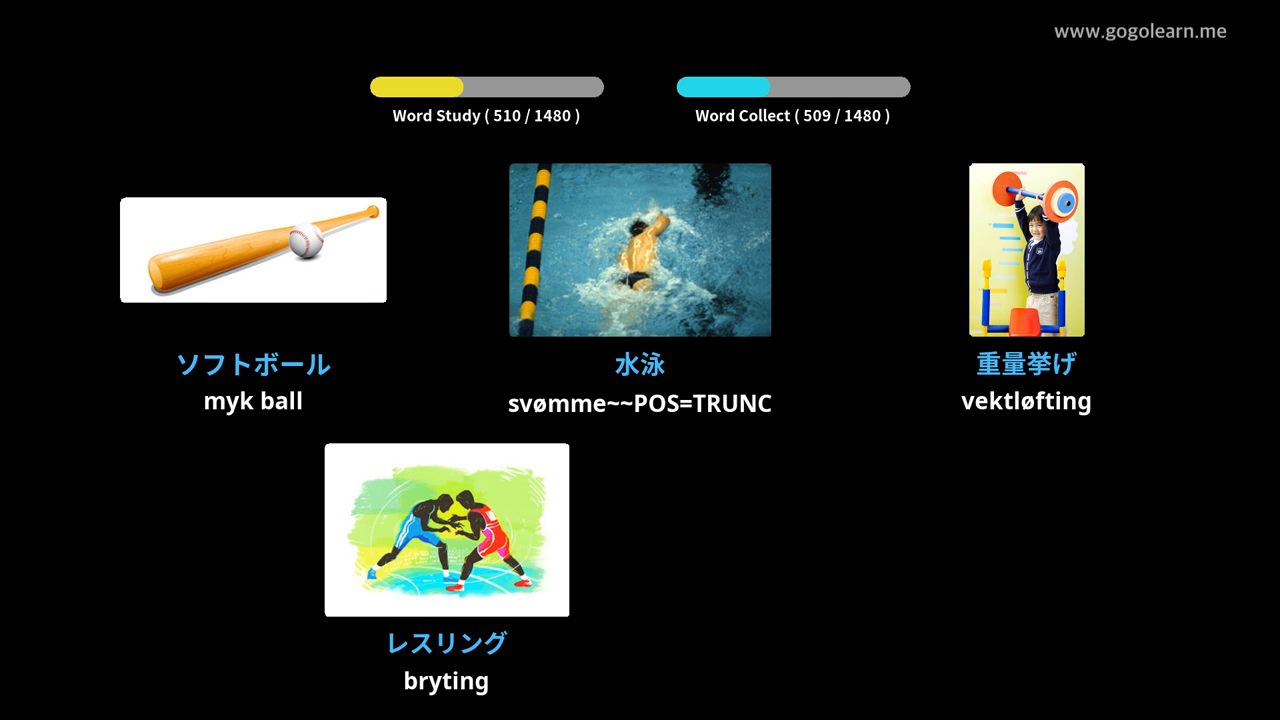 www.gogolearn.me
Word Study ( 510 / 1480 )
Word Collect ( 509 / 1480 )
ソフトボール
myk ball
水泳
svømme~~POS=TRUNC
重量挙げ
vektløfting
レスリング
bryting